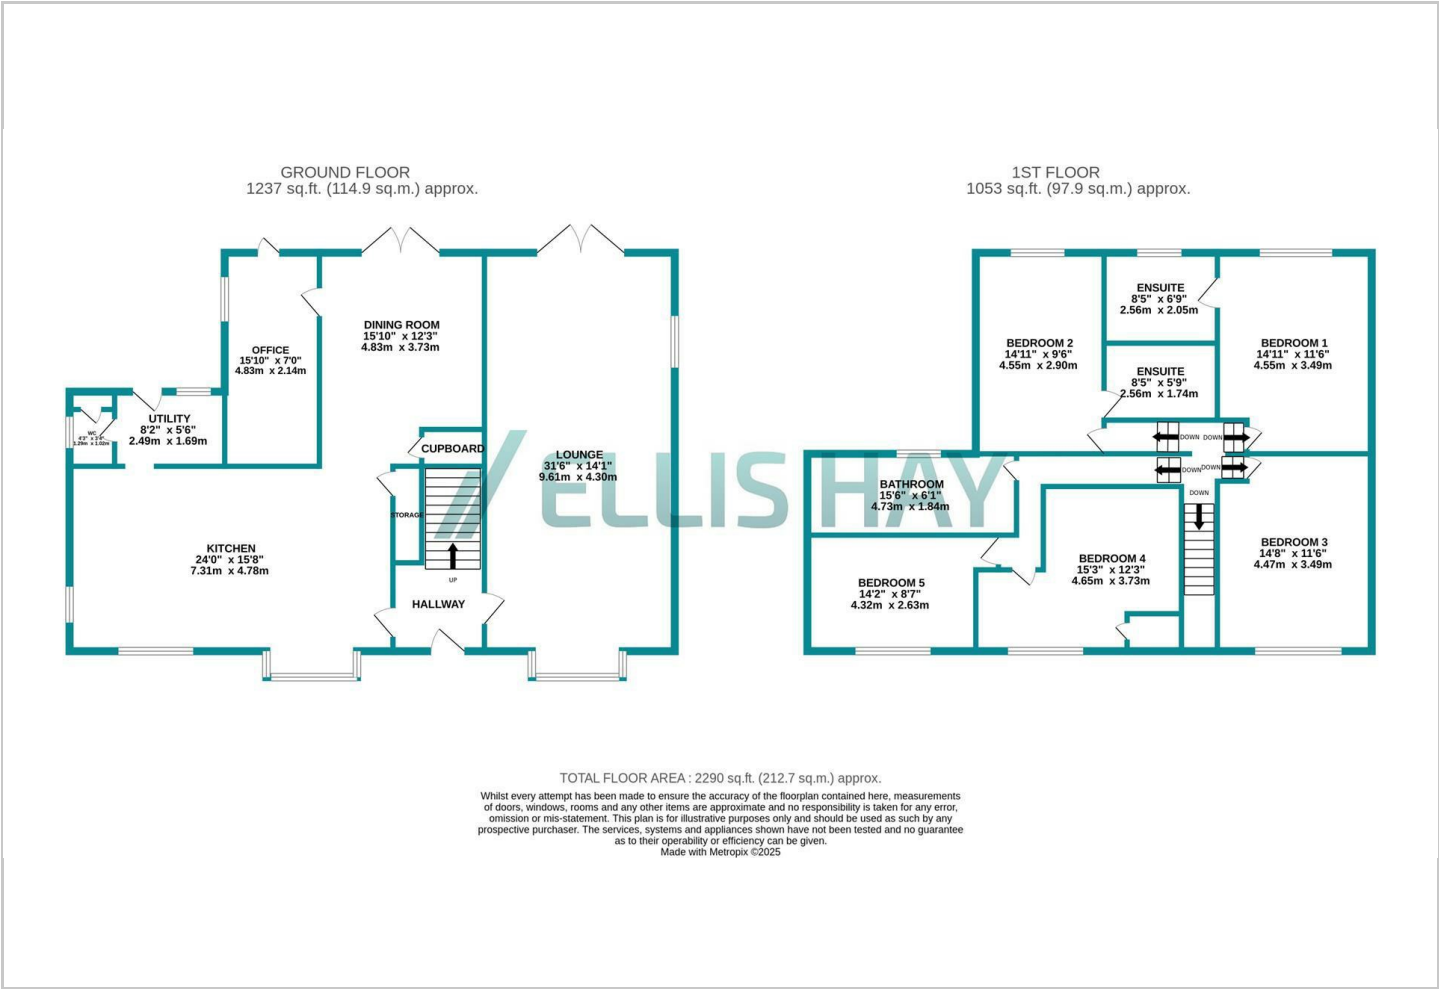 GROUND FLOOR
1237 sq.ft. (114.9 sq.m.) approx.
1ST FLOOR
1053 sq.ft. (97.9 sq.m.) approx.
OFFICE
15'10" x 7'0"
4.83m x 2.14m
DINING ROOM
15'10" x 12'3"
4.83m x 3.73m
UTILITY
8'2" x 5'6"
2.49m x 1.69m
WC
4'3" x 3'4"
1.29m x 1.02m
CUPBOARD
LOUNGE
31'6" x 14'1"
9.61m x 4.30m
STORAGE
KITCHEN
24'0" x 15'8"
7.31m x 4.78m
UP
HALLWAY
ELLIS HAY
BEDROOM 2
14'11" x 9'6"
4.55m x 2.90m
ENSUITE
8'5" x 6'9"
2.56m x 2.05m
ENSUITE
8'5" x 5'9"
2.56m x 1.74m
BEDROOM 1
14'11" x 11'6"
4.55m x 3.49m
DOWN
DOWN
DOWN
DOWN
DOWN
BATHROOM
15'6" x 6'1"
4.73m x 1.84m
BEDROOM 5
14'2" x 8'7"
4.32m x 2.63m
BEDROOM 4
15'3" x 12'3"
4.65m x 3.73m
BEDROOM 3
14'8" x 11'6"
4.47m x 3.49m
TOTAL FLOOR AREA : 2290 sq.ft. (212.7 sq.m.) approx.
Whilst every attempt has been made to ensure the accuracy of the floorplan contained here, measurements
of doors, windows, rooms and any other items are approximate and no responsibility is taken for any error,
omission or mis-statement. This plan is for illustrative purposes only and should be used as such by any
prospective purchaser. The services, systems and appliances shown have not been tested and no guarantee
as to their operability or efficiency can be given.
Made with Metropix ©2025